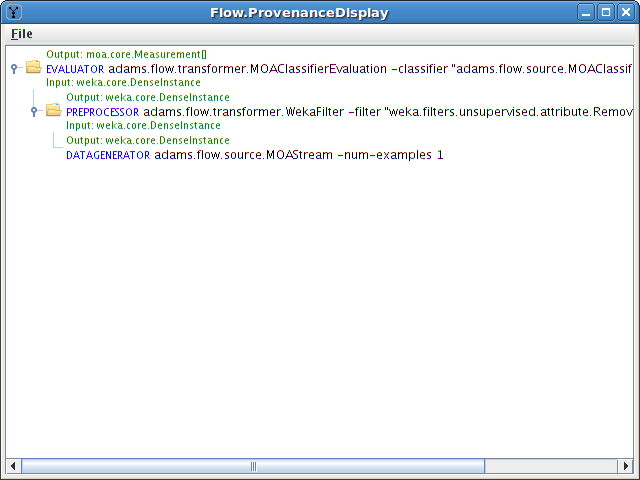 Flow.ProvenanceDisplay
File
Output: moa.core.Measurement[]
EVALUATOR adams.flow.transformer.MOAClassifierEvaluation -classifier "adams.flow.source.MOAClassif
Input: weka.core.DenseInstance
Output: weka.core.DenseInstance
PREPROCESSOR adams.flow.transformer.WekaFilter -filter "weka.filters.unsupervised.attribute.Remov
Input: weka.core.DenseInstance
Output: weka.core.DenseInstance
DATAGENERATOR adams.flow.source.MOAStream -num-examples 1